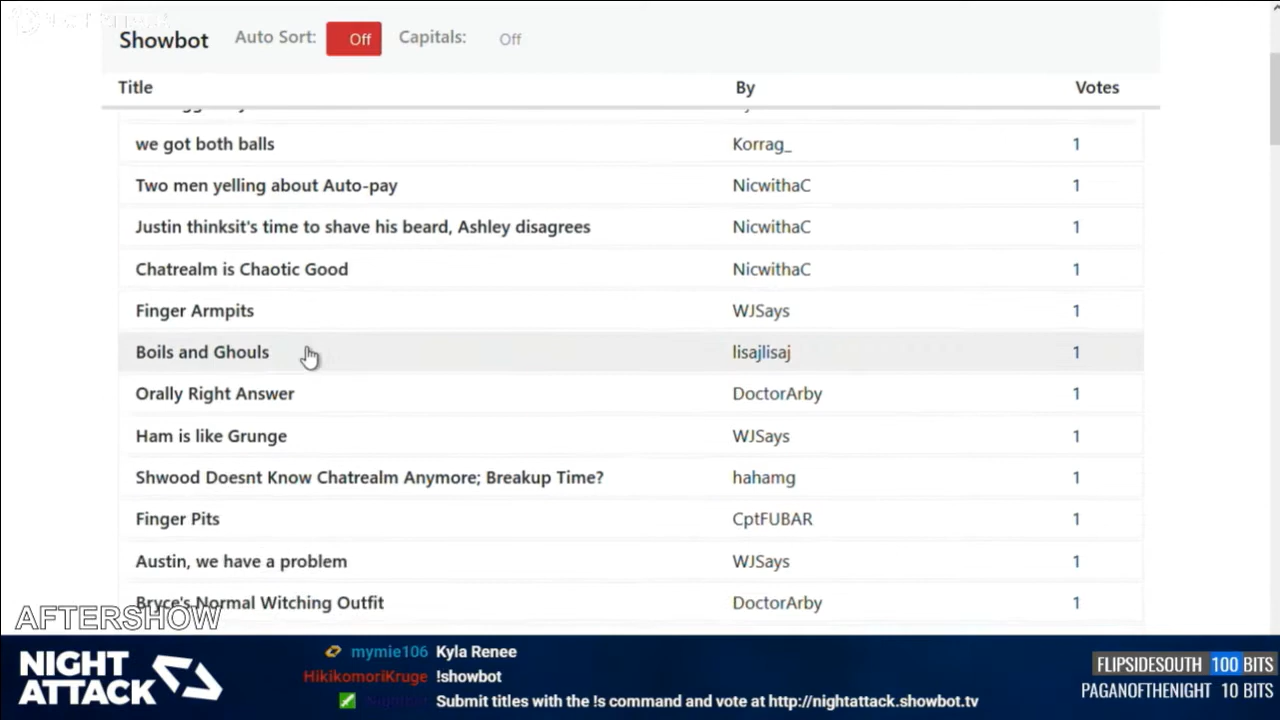 Showbot Auto Sort: Off Capitals: Off
Title By Votes
we got both balls Korrag_ 1
Two men yelling about Auto-pay NicwithaC 1
Justin thinksit's time to shave his beard, Ashley disagrees NicwithaC 1
Chatrealm is Chaotic Good NicwithaC 1
Finger Armpits WJSays 1
Boils and Ghouls lisajlisaj 1
Orally Right Answer DoctorArby 1
Ham is like Grunge WJSays 1
Shwood Doesnt Know Chatrealm Anymore; Breakup Time? hahamg 1
Finger Pits CptFUBAR 1
Austin, we have a problem WJSays 1
Bryce's Normal Witching Outfit DoctorArby 1
AFTERSHOW
NIGHT
ATTACK
mymie106 Kyla Renee
HikikomoriKruge !showbot
Submit titles with the !s command and vote at http://nightattack.showbot.tv
FLIPSIDESOUTH 100 BITS
PAGANOFTHENIGHT 10 BITS